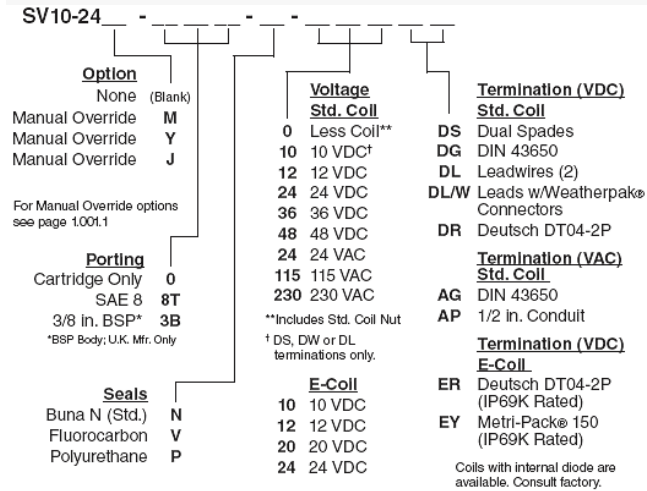 SV10-24__ - __ __ __ - __ - __ __ __ __ __
Option
None (Blank)
Manual Override M
Manual Override Y
Manual Override J
For Manual Override options
see page 1.001.1
Porting
Cartridge Only 0
SAE 8 8T
3/8 in. BSP* 3B
*BSP Body; U.K. Mfr. Only
Seals
Buna N (Std.) N
Fluorocarbon V
Polyurethane P
Voltage
Std. Coil
0 Less Coil**
10 10 VDC†
12 12 VDC
24 24 VDC
36 36 VDC
48 48 VDC
24 24 VAC
115 115 VAC
230 230 VAC
**Includes Std. Coil Nut
† DS, DW or DL
terminations only.
E-Coil
10 10 VDC
12 12 VDC
20 20 VDC
24 24 VDC
Termination (VDC)
Std. Coil
DS Dual Spades
DG DIN 43650
DL Leadwires (2)
DL/W Leads w/Weatherpak®
Connectors
DR Deutsch DT04-2P
Termination (VAC)
Std. Coil
AG DIN 43650
AP 1/2 in. Conduit
Termination (VDC)
E-Coil
ER Deutsch DT04-2P
(IP69K Rated)
EY Metri-Pack® 150
(IP69K Rated)
Coils with internal diode are
available. Consult factory.